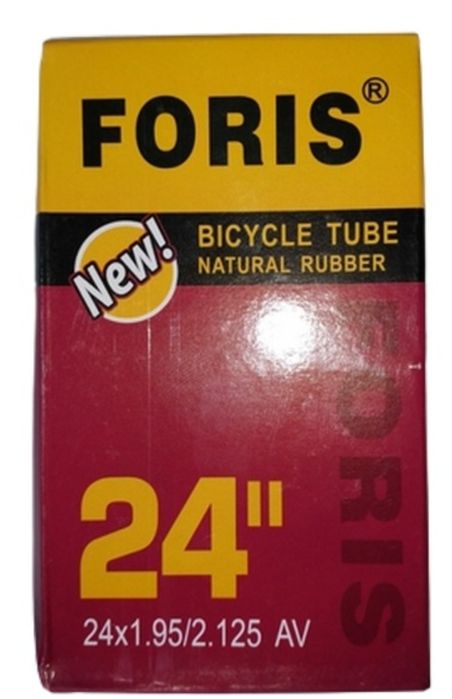 FORIS®
New!
BICYCLE TUBE
NATURAL RUBBER
FORIS
24"
24x1.95/2.125 AV